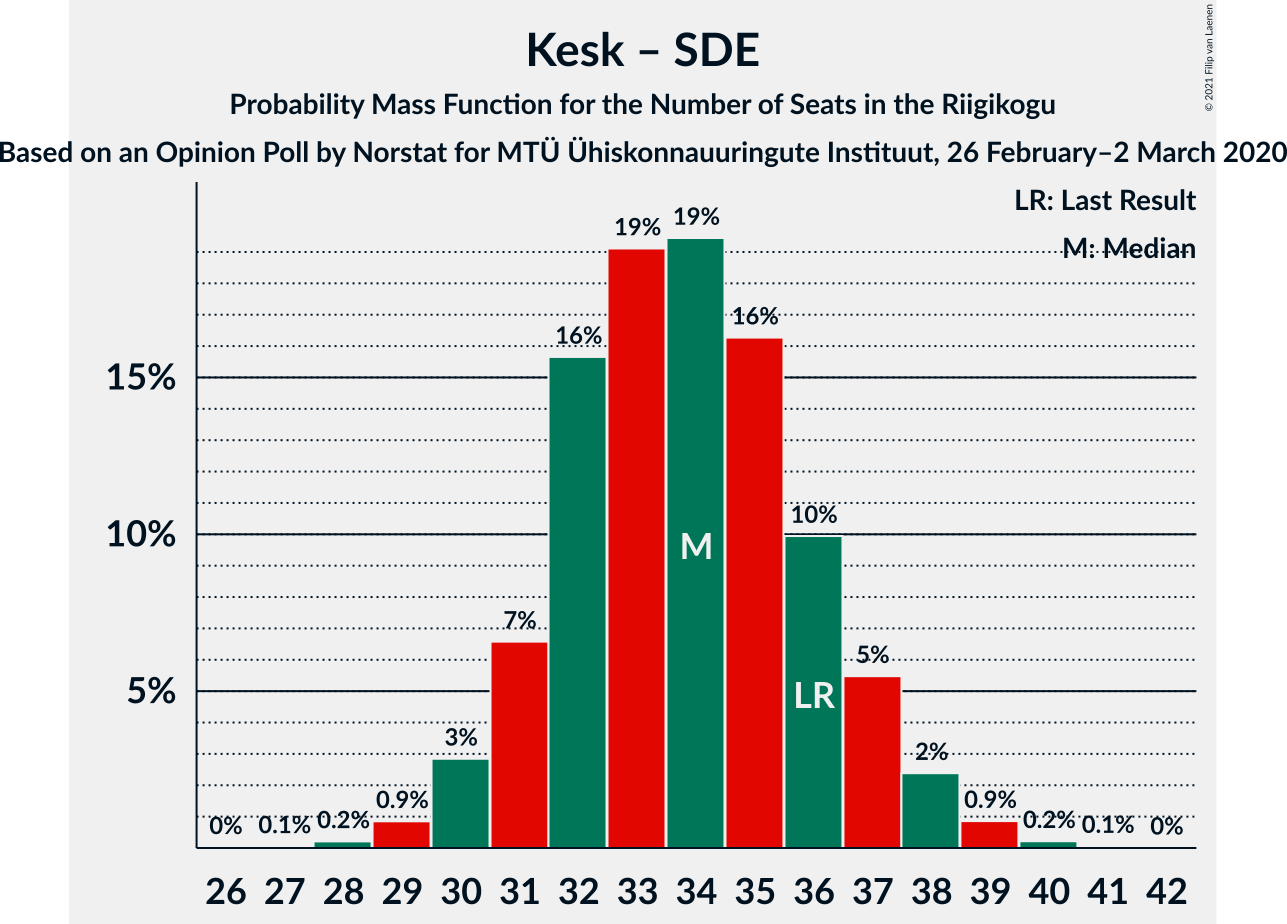 Kesk – SDE
Probability Mass Function for the Number of Seats in the Riigikogu
Based on an Opinion Poll by Norstat for MTÜ Ühiskonnauuringute Instituut, 26 February–2 March 2020
© 2021 Filip van Laenen
LR: Last Result
M: Median
15%
10%
5%
0%
0.1%
0.2%
0.9%
3%
7%
16%
19%
19%
16%
10%
5%
2%
0.9%
0.2%
0.1%
0%
M
LR
26 27 28 29 30 31 32 33 34 35 36 37 38 39 40 41 42